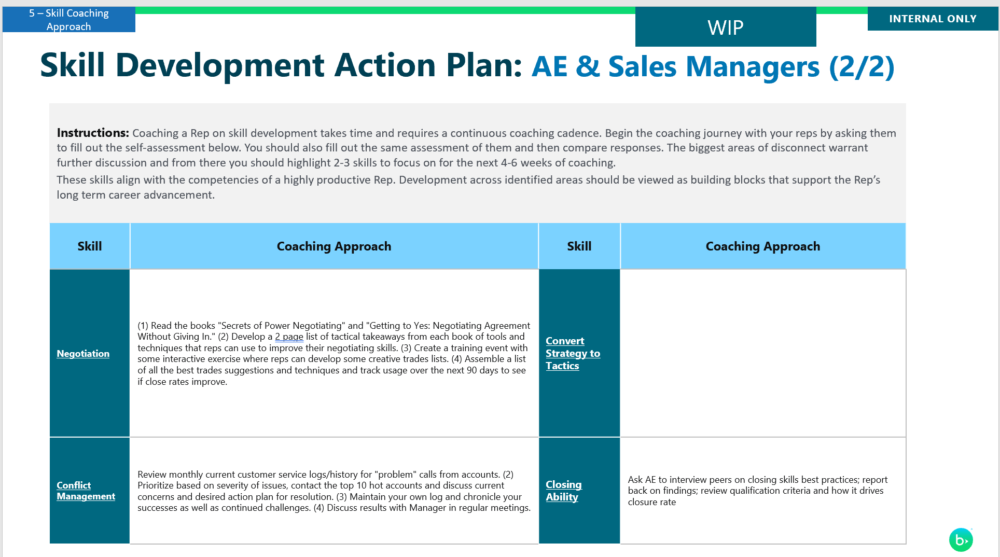 5 – Skill Coaching
Approach
WIP
INTERNAL ONLY
Skill Development Action Plan: AE & Sales Managers (2/2)
Instructions: Coaching a Rep on skill development takes time and requires a continuous coaching cadence. Begin the coaching journey with your reps by asking them
to fill out the self-assessment below. You should also fill out the same assessment of them and then compare responses. The biggest areas of disconnect warrant
further discussion and from there you should highlight 2-3 skills to focus on for the next 4-6 weeks of coaching.
These skills align with the competencies of a highly productive Rep. Development across identified areas should be viewed as building blocks that support the Rep’s
long term career advancement.
Skill
Coaching Approach
Skill
Coaching Approach
Negotiation
(1) Read the books "Secrets of Power Negotiating" and "Getting to Yes: Negotiating Agreement
Without Giving In." (2) Develop a 2 page list of tactical takeaways from each book of tools and
techniques that reps can use to improve their negotiating skills. (3) Create a training event with
some interactive exercise where reps can develop some creative trades lists. (4) Assemble a list
of all the best trades suggestions and techniques and track usage over the next 90 days to see
if close rates improve.
Convert
Strategy to
Tactics
Conflict
Management
Review monthly current customer service logs/history for "problem" calls from accounts. (2)
Prioritize based on severity of issues, contact the top 10 hot accounts and discuss current
concerns and desired action plan for resolution. (3) Maintain your own log and chronicle your
successes as well as continued challenges. (4) Discuss results with Manager in regular meetings.
Closing
Ability
Ask AE to interview peers on closing skills best practices; report
back on findings; review qualification criteria and how it drives
closure rate
b